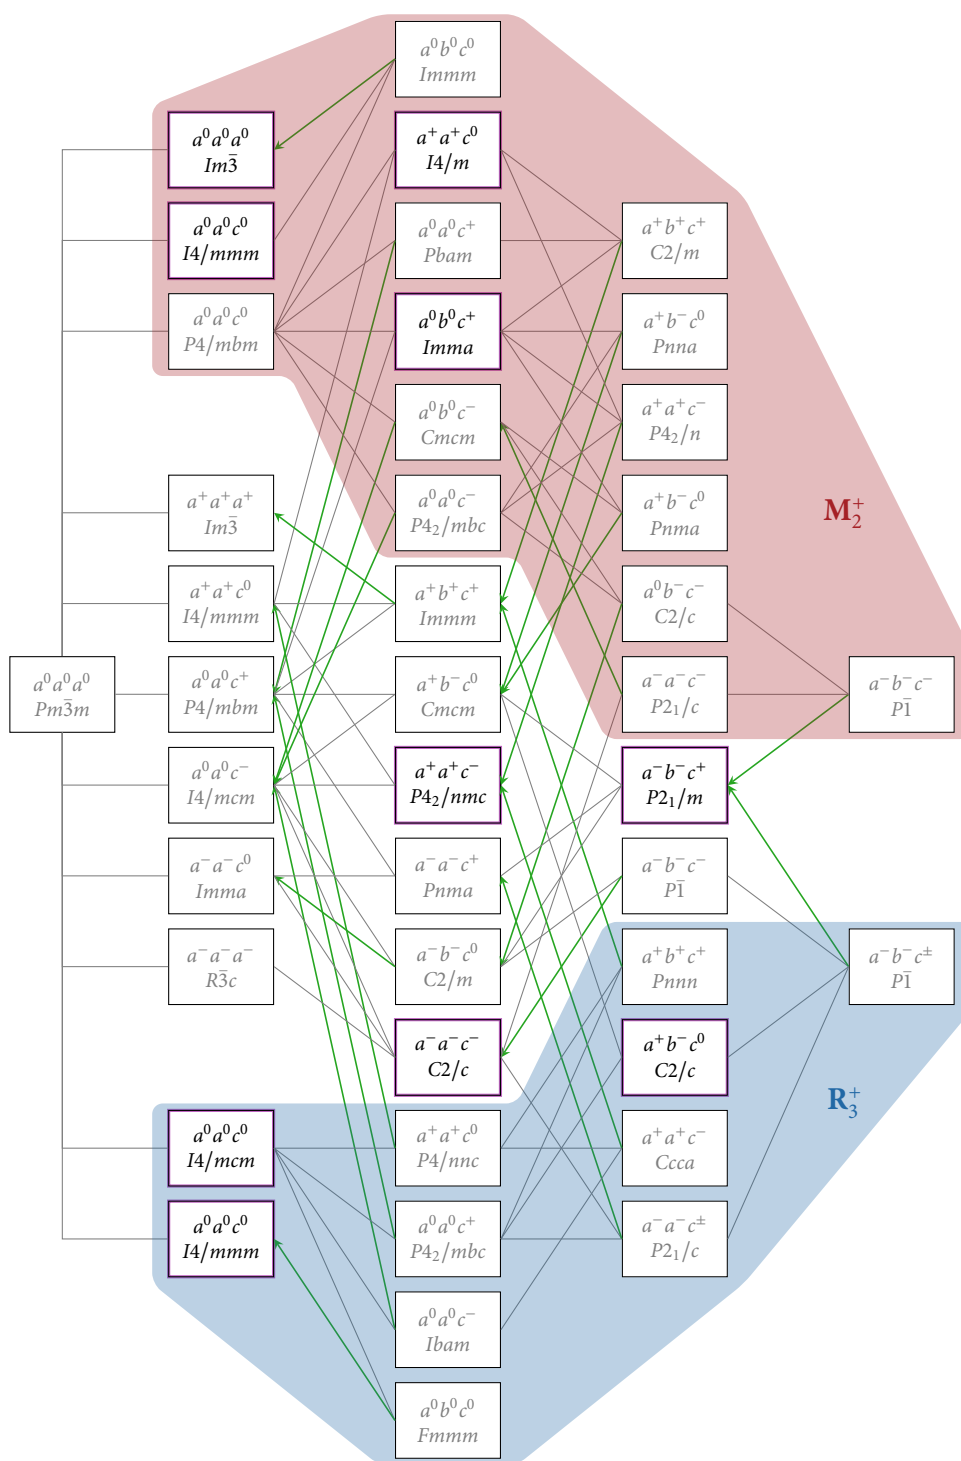 a⁰b⁰c⁰
Immm
a⁰a⁰a⁰
Im3̄
a⁺a⁺c⁰
I4/m
a⁰a⁰c⁰
I4/mmm
a⁰a⁰c⁺
Pbam
a⁺b⁺c⁺
C2/m
a⁰a⁰c⁰
P4/mbm
a⁰b⁰c⁺
Imma
a⁺b⁻c⁰
Pnna
a⁰b⁰c⁻
Cmcm
a⁺a⁺c⁻
P4₂/n
a⁺a⁺a⁺
Im3̄
a⁰a⁰c⁻
P4₂/mbc
a⁺b⁻c⁰
Pnma
M₂⁺
a⁺a⁺c⁰
I4/mmm
a⁺b⁺c⁺
Immm
a⁰b⁻c⁻
C2/c
a⁰a⁰a⁰
Pm3̄m
a⁰a⁰c⁺
P4/mbm
a⁺b⁻c⁰
Cmcm
a⁻a⁻c⁻
P2₁/c
a⁻b⁻c⁻
P1̄
a⁰a⁰c⁻
I4/mcm
a⁺a⁺c⁻
P4₂/nmc
a⁻b⁻c⁺
P2₁/m
a⁻a⁻c⁰
Imma
a⁻a⁻c⁺
Pnma
a⁻b⁻c⁻
P1̄
a⁻a⁻a⁻
R3̄c
a⁻b⁻c⁰
C2/m
a⁺b⁺c⁺
Pnnn
a⁻b⁻c±
P1̄
a⁻a⁻c⁻
C2/c
a⁺b⁻c⁰
C2/c
R₃⁺
a⁰a⁰c⁰
I4/mcm
a⁺a⁺c⁰
P4/nnc
a⁺a⁺c⁻
Ccca
a⁰a⁰c⁰
I4/mmm
a⁰a⁰c⁺
P4₂/mbc
a⁻a⁻c±
P2₁/c
a⁰a⁰c⁻
Ibam
a⁰b⁰c⁰
Fmmm